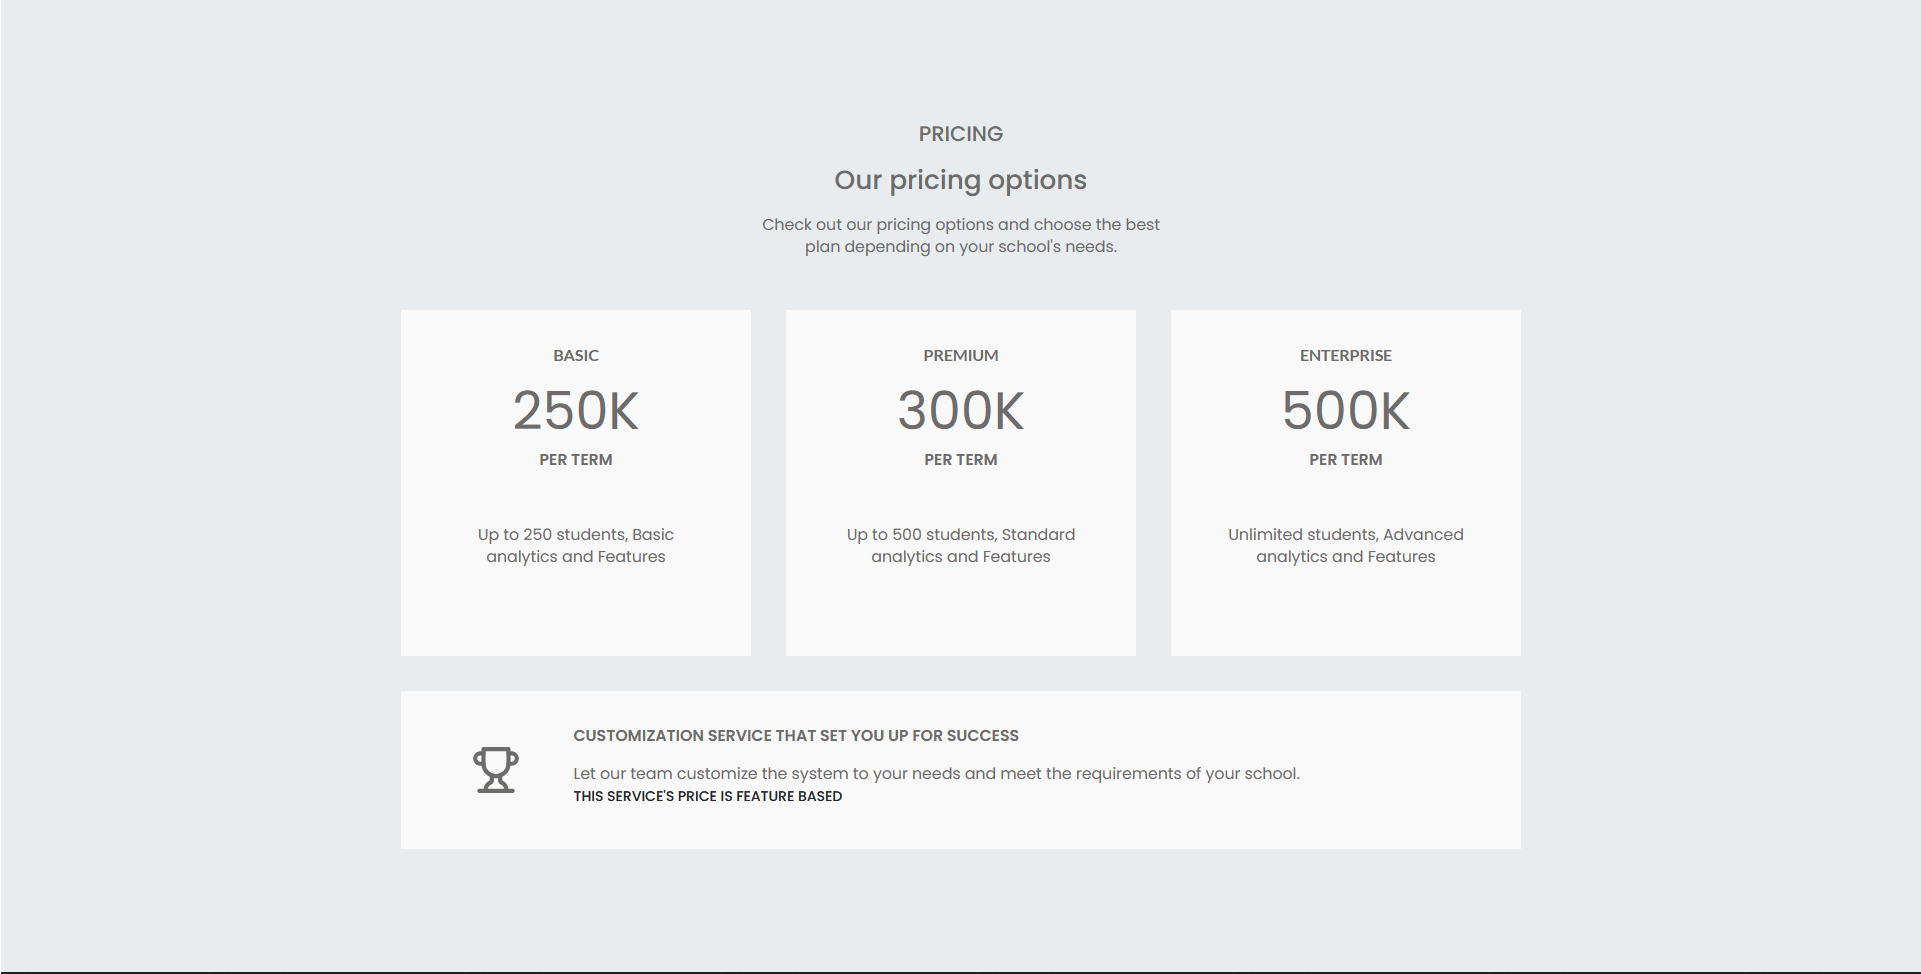 PRICING
Our pricing options
Check out our pricing options and choose the best
plan depending on your school's needs.
BASIC
250K
PER TERM
Up to 250 students, Basic
analytics and Features
PREMIUM
300K
PER TERM
Up to 500 students, Standard
analytics and Features
ENTERPRISE
500K
PER TERM
Unlimited students, Advanced
analytics and Features
CUSTOMIZATION SERVICE THAT SET YOU UP FOR SUCCESS
Let our team customize the system to your needs and meet the requirements of your school.
THIS SERVICE'S PRICE IS FEATURE BASED